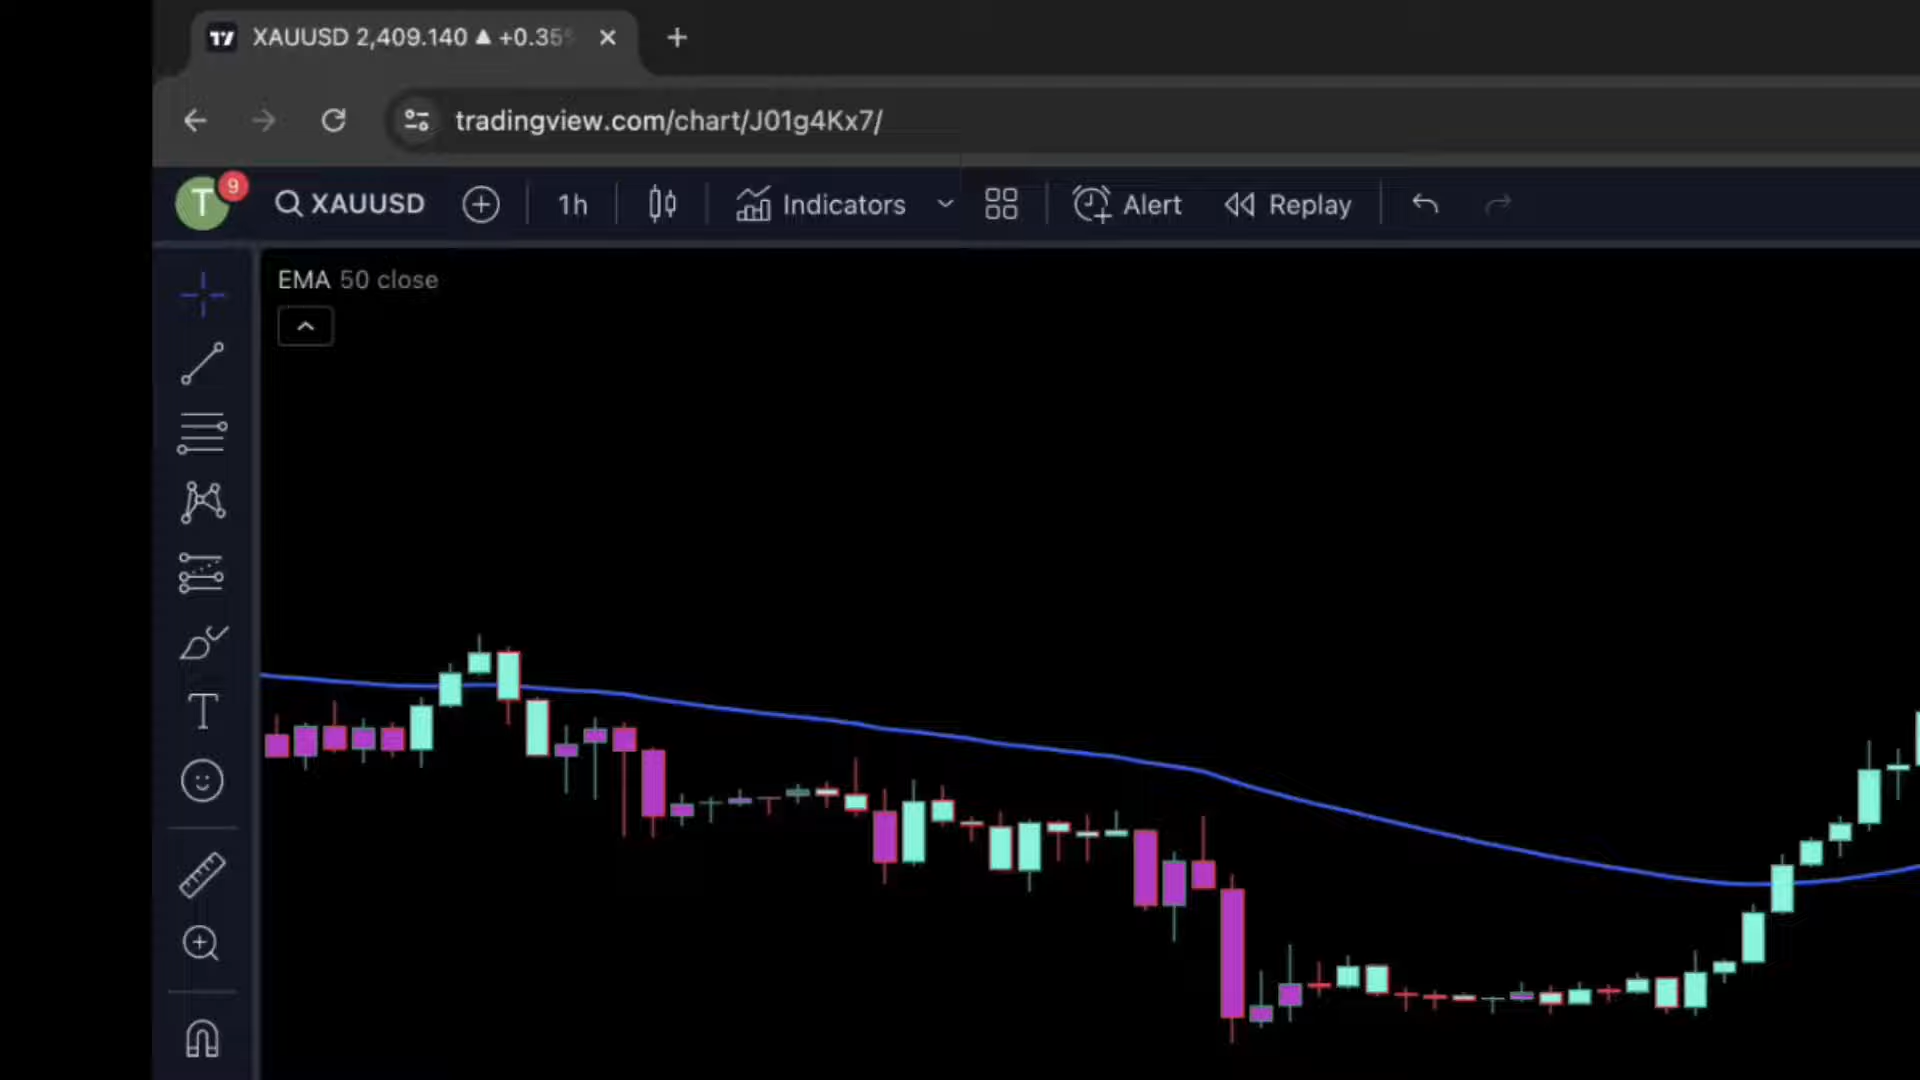 XAUUSD 2,409.140 ▲ +0.35
tradingview.com/chart/J01g4Kx7/
T 9 XAUUSD 1h Indicators Alert Replay
EMA 50 close